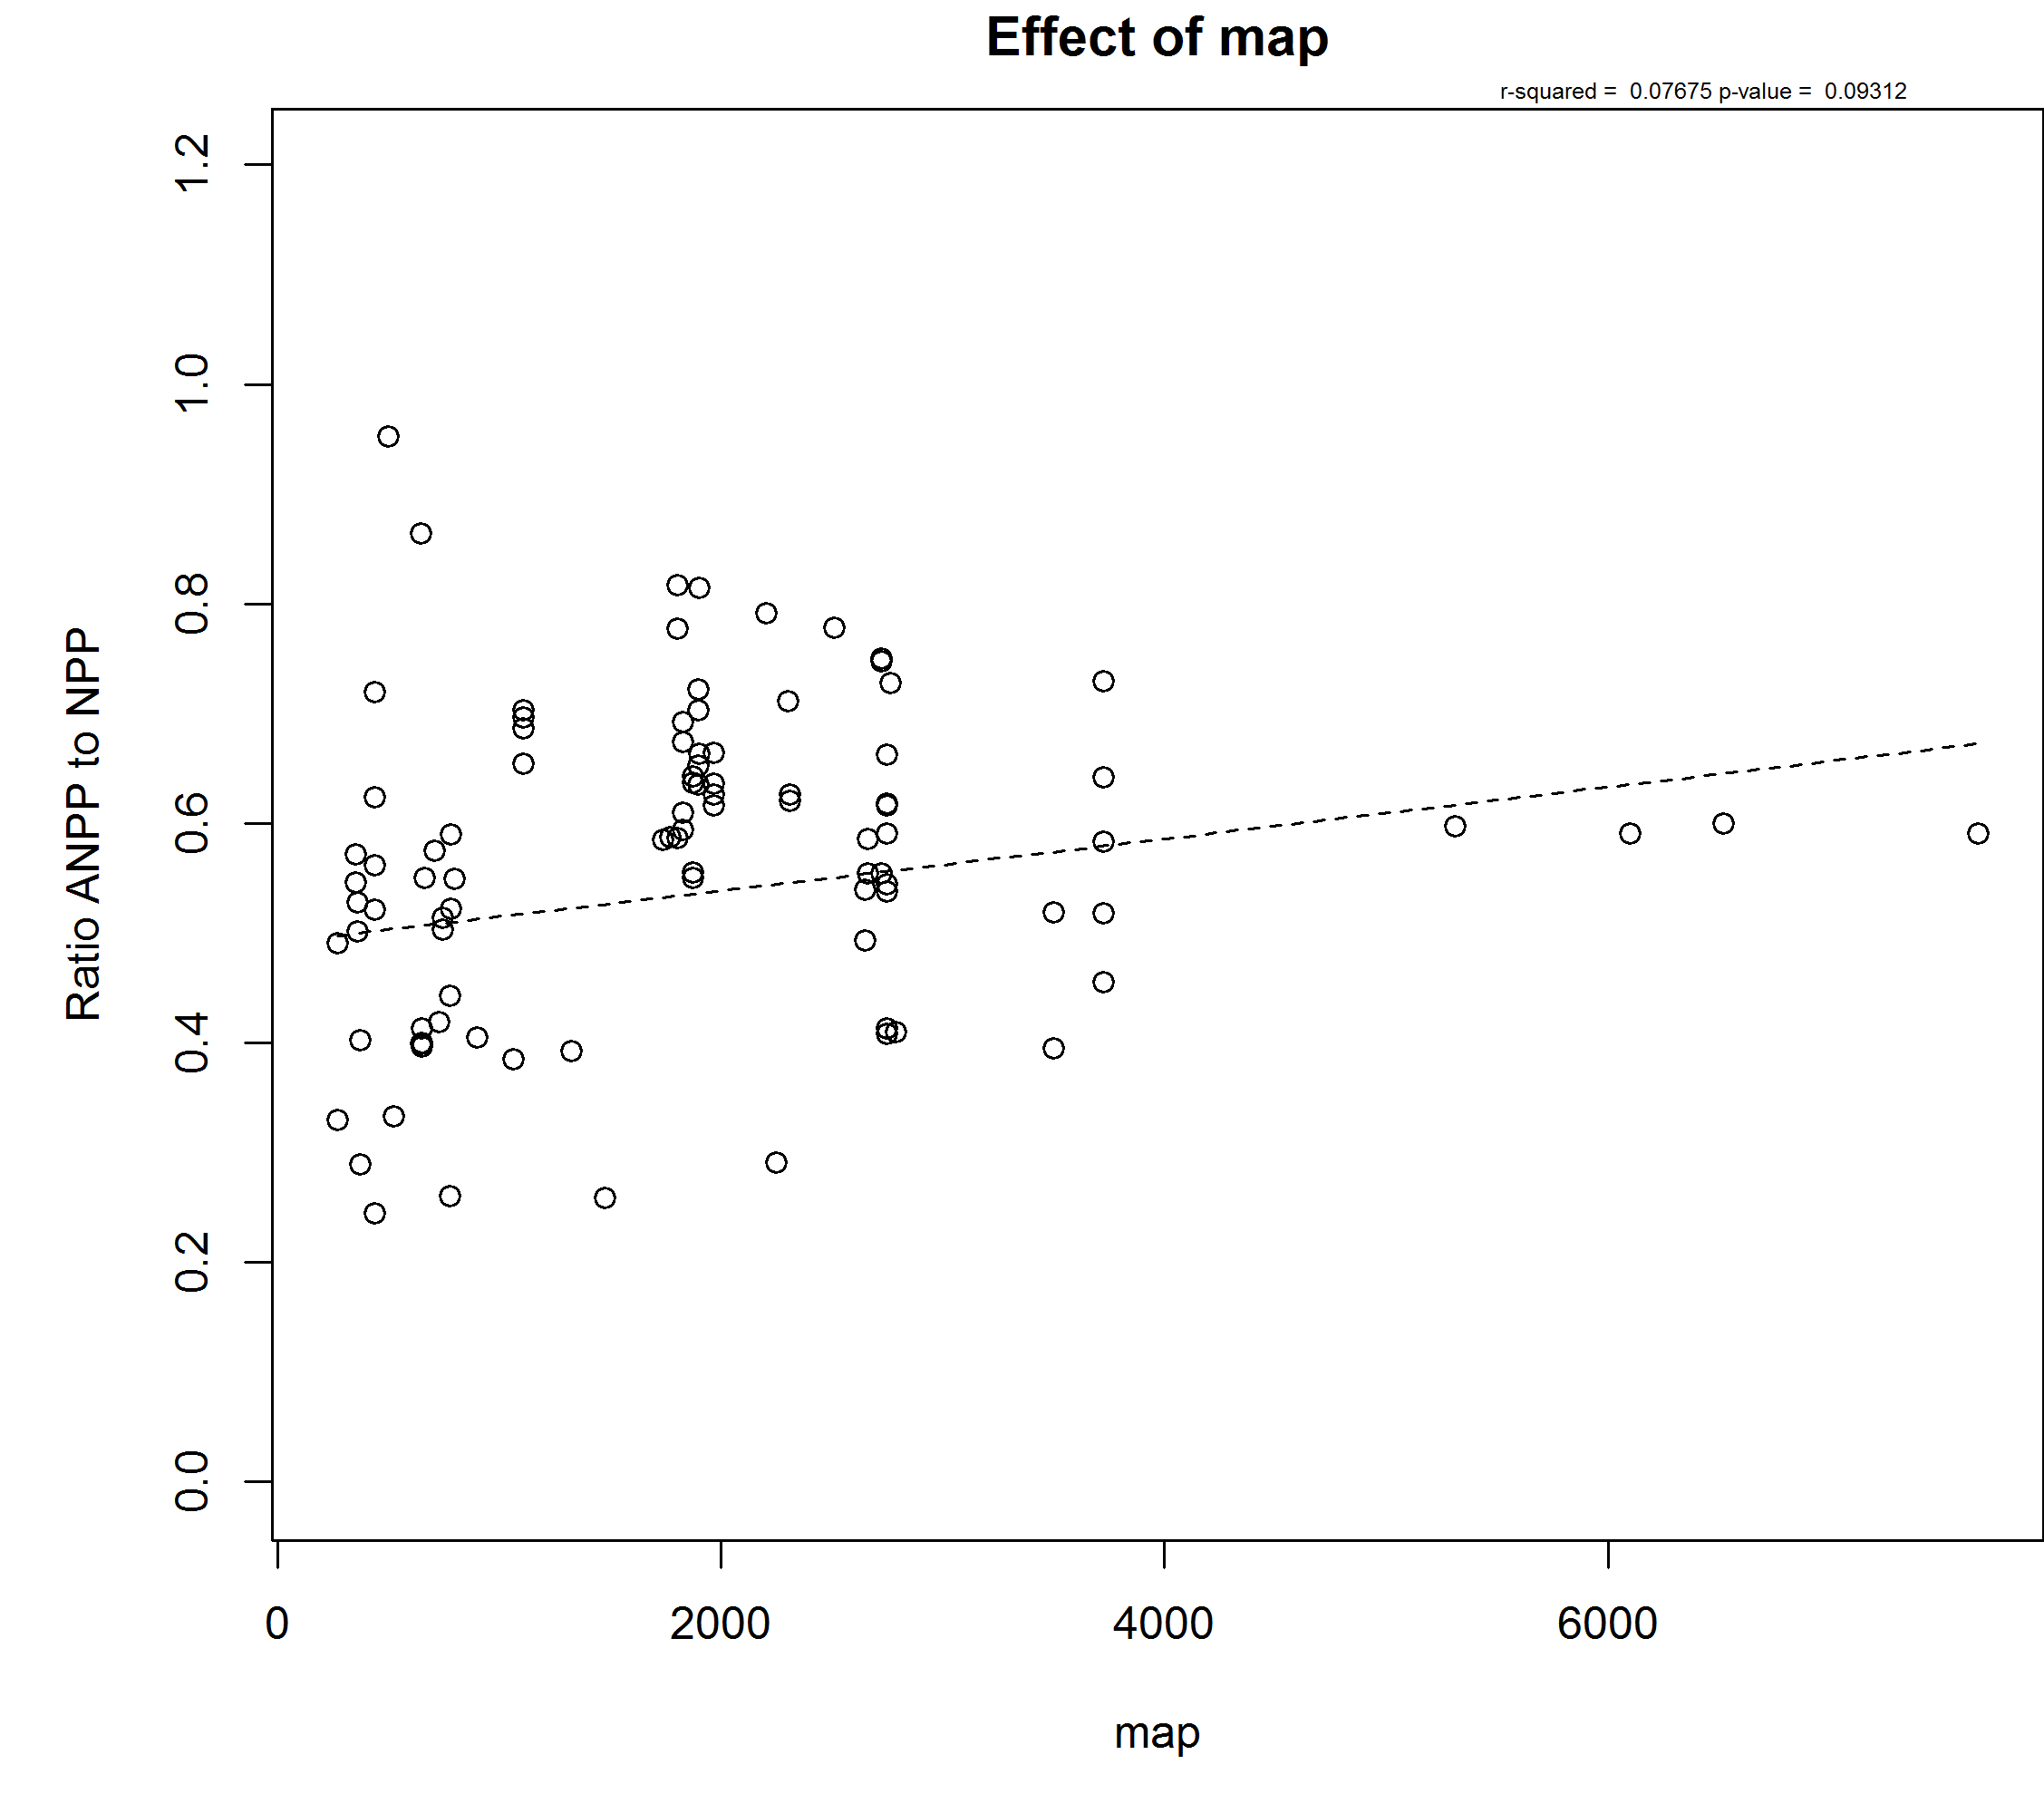 Effect of map
r-squared =  0.07675 p-value =  0.09312
1.2
1.0
0.8
0.6
0.4
0.2
0.0
Ratio ANPP to NPP
0 2000 4000 6000
map